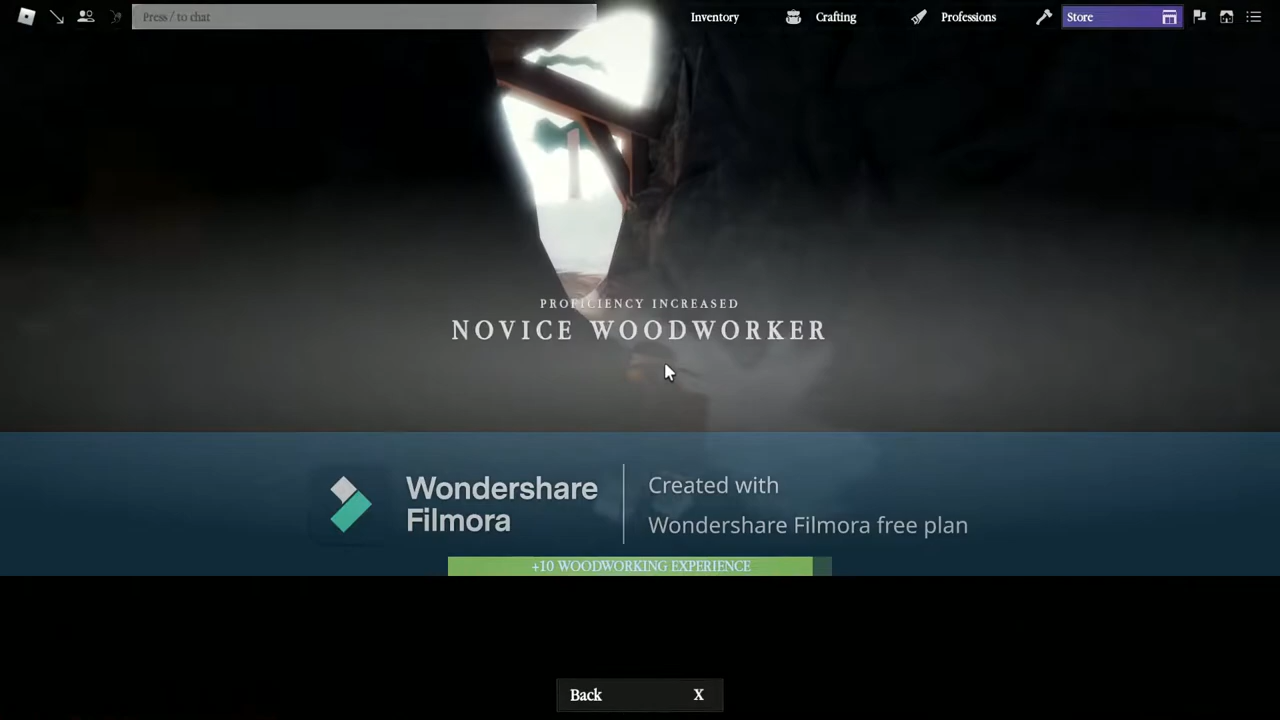 Press / to chat
Inventory
Crafting
Professions
Store
PROFICIENCY INCREASED
NOVICE WOODWORKER
Wondershare
Filmora
Created with
Wondershare Filmora free plan
+10 WOODWORKING EXPERIENCE
Back X